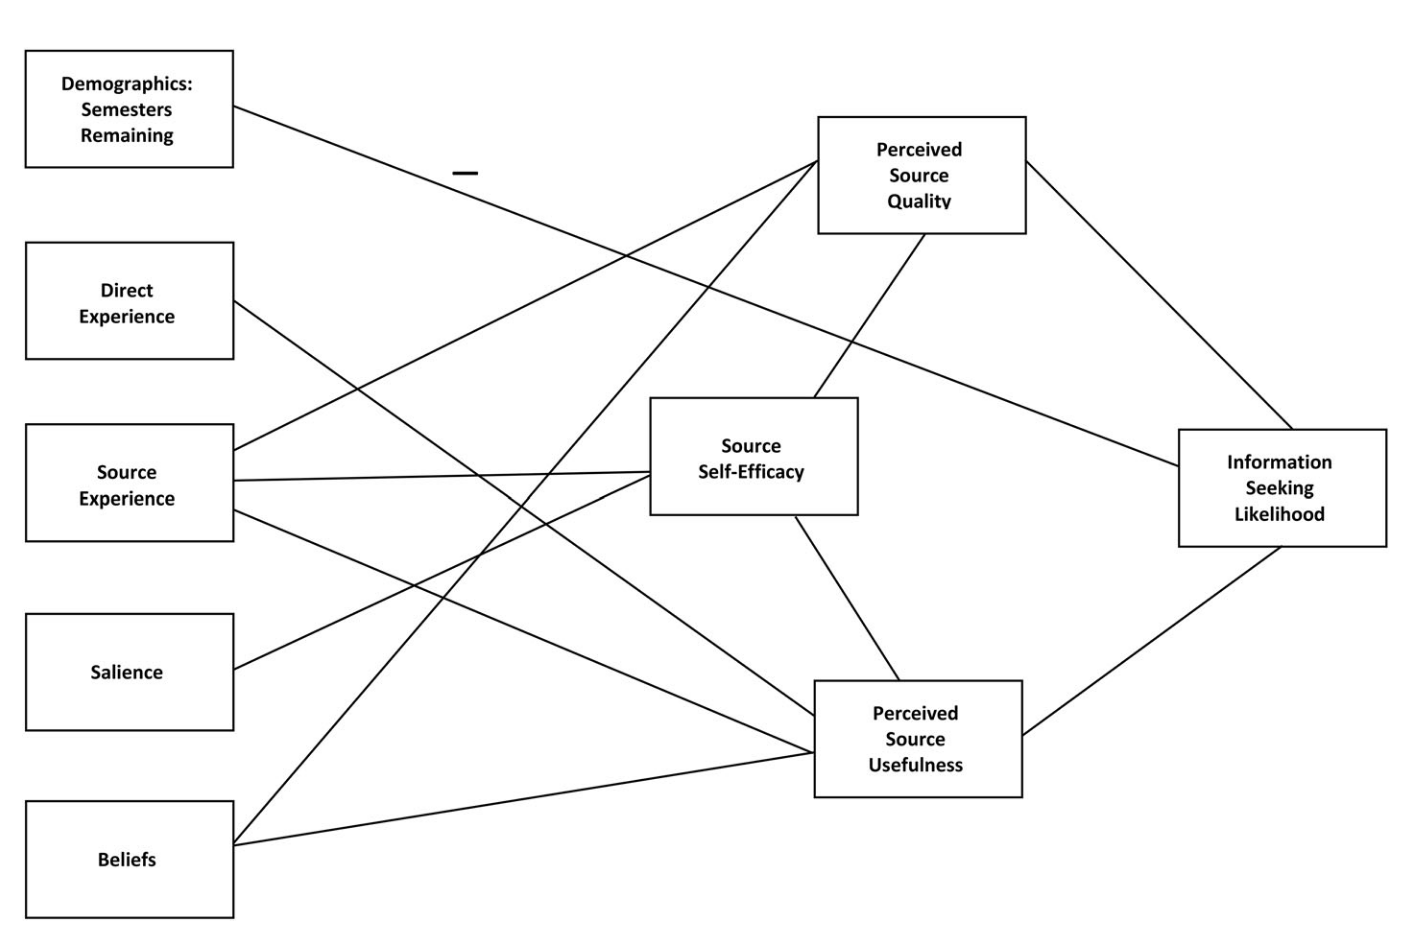 Demographics:
Semesters
Remaining
—
Direct
Experience
Source
Experience
Salience
Beliefs
Perceived
Source
Quality
Source
Self-Efficacy
Perceived
Source
Usefulness
Information
Seeking
Likelihood